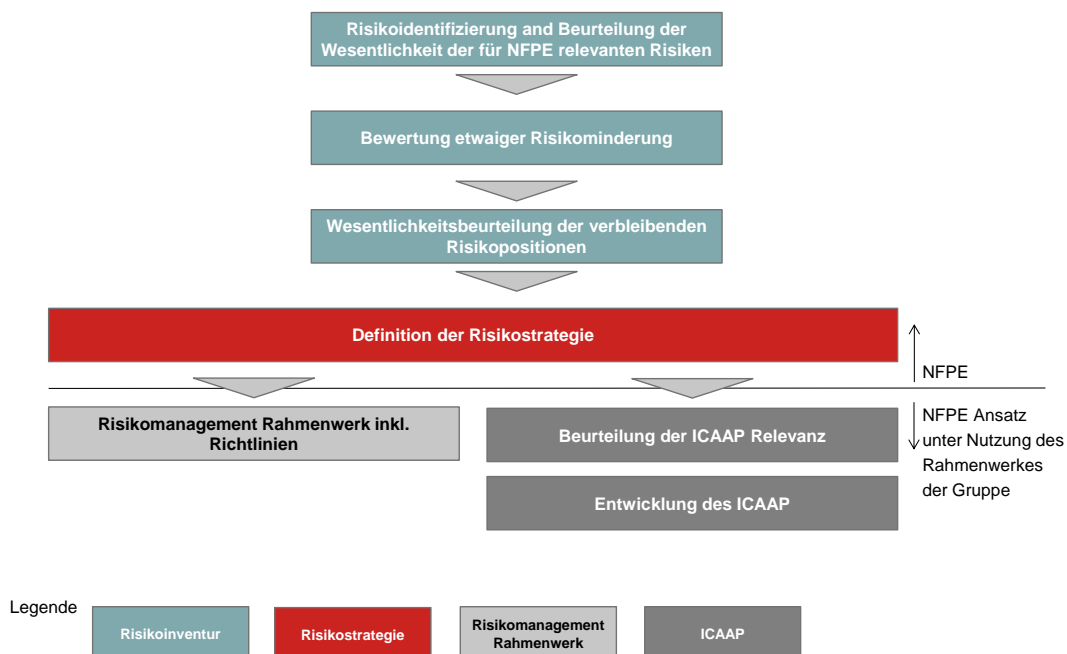 Risikoidentifizierung and Beurteilung der
Wesentlichkeit der für NFPE relevanten Risiken
Bewertung etwaiger Risikominderung
Wesentlichkeitsbeurteilung der verbleibenden
Risikopositionen
Definition der Risikostrategie
NFPE
Risikomanagement Rahmenwerk inkl.
Richtlinien
Beurteilung der ICAAP Relevanz
NFPE Ansatz
unter Nutzung des
Rahmenwerkes
der Gruppe
Entwicklung des ICAAP
Legende
Risikoinventur
Risikostrategie
Risikomanagement
Rahmenwerk
ICAAP